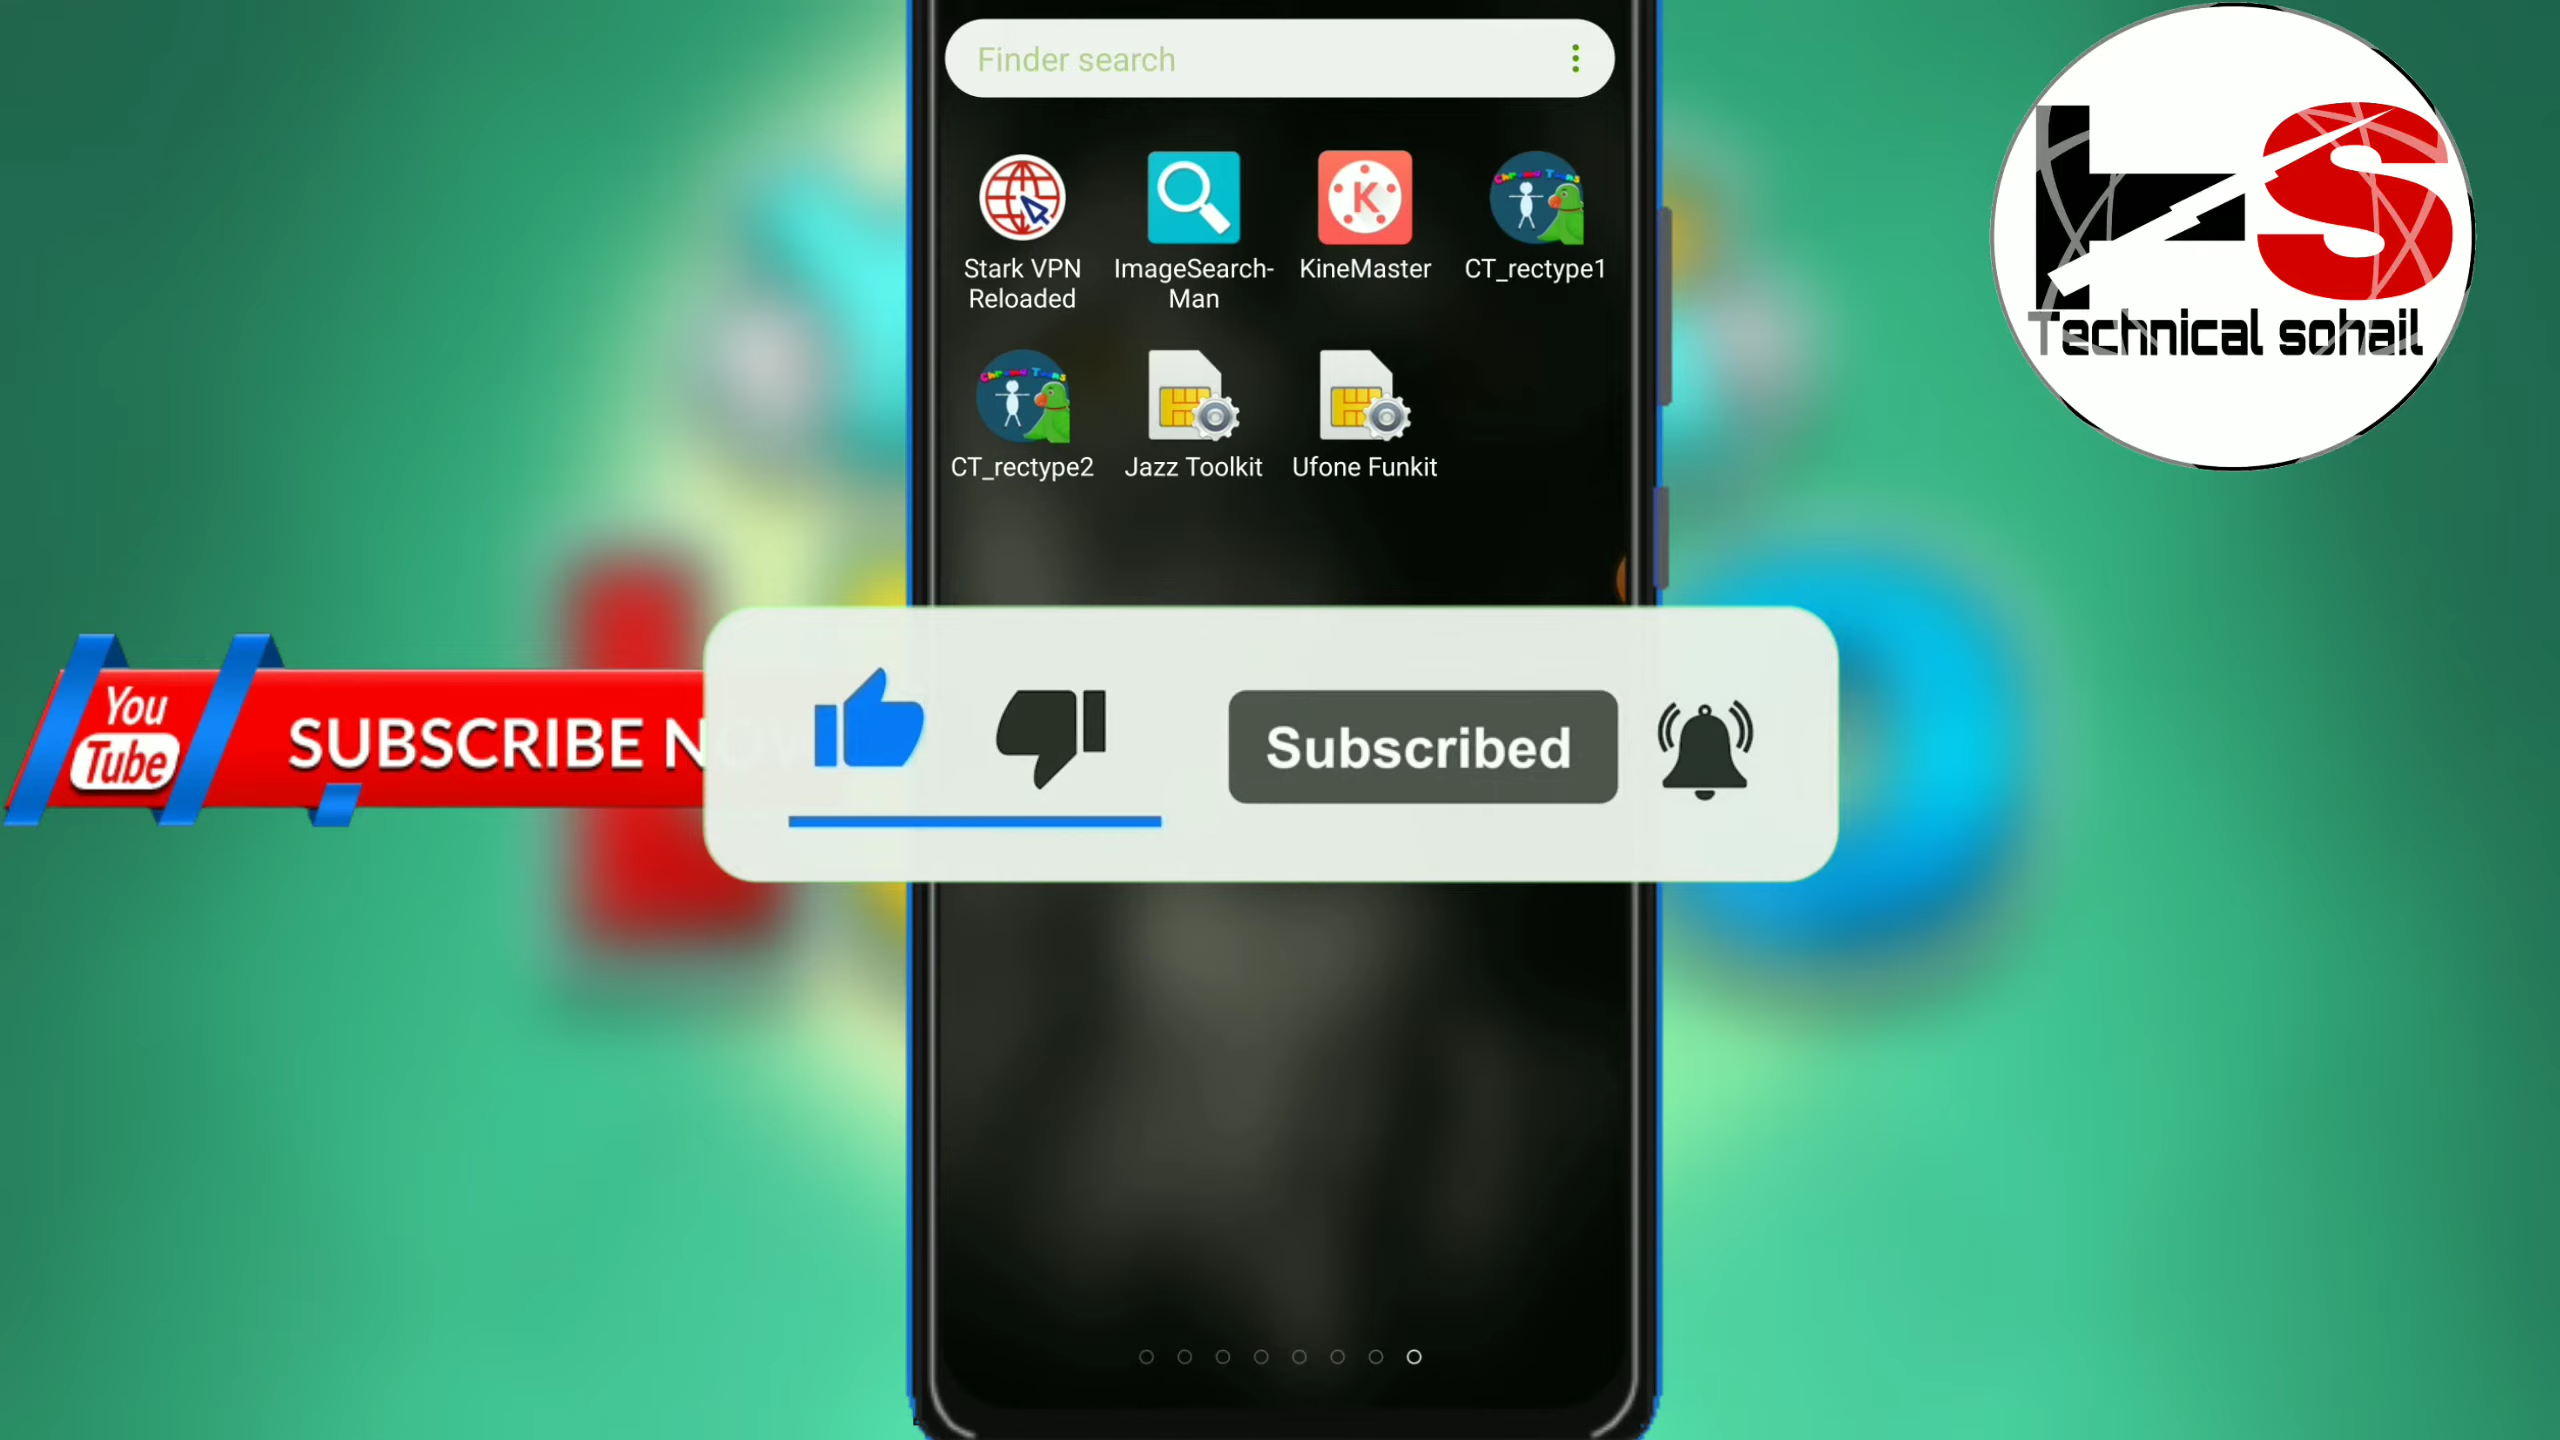 Finder search
Stark VPN
Reloaded
ImageSearch-
Man
KineMaster
CT_rectype1
CT_rectype2
Jazz Toolkit
Ufone Funkit
Technical sohail
You
Tube
SUBSCRIBE NOW
Subscribed